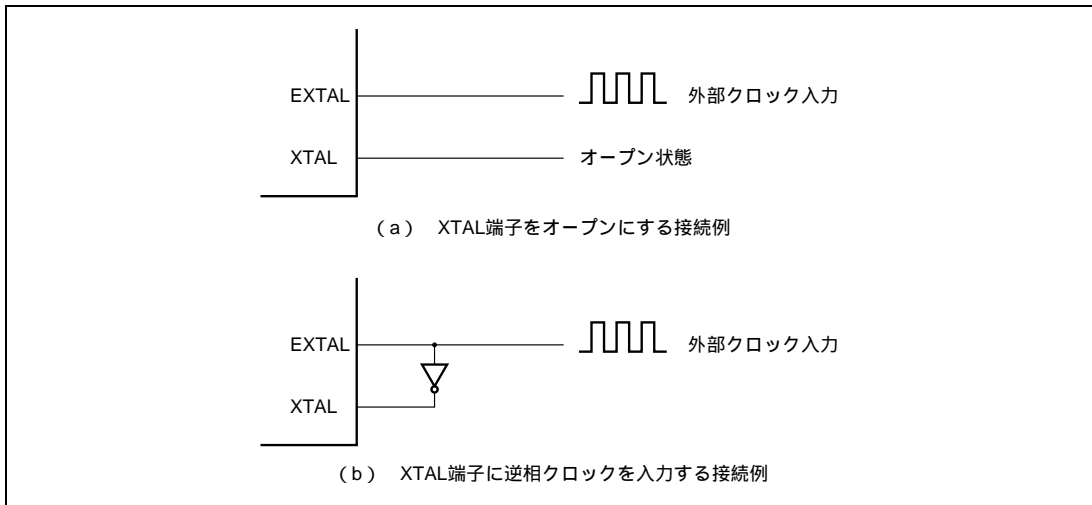 EXTAL
外部クロック入力
XTAL
オープン状態
(a) XTAL端子をオープンにする接続例
EXTAL
外部クロック入力
XTAL
(b) XTAL端子に逆相クロックを入力する接続例